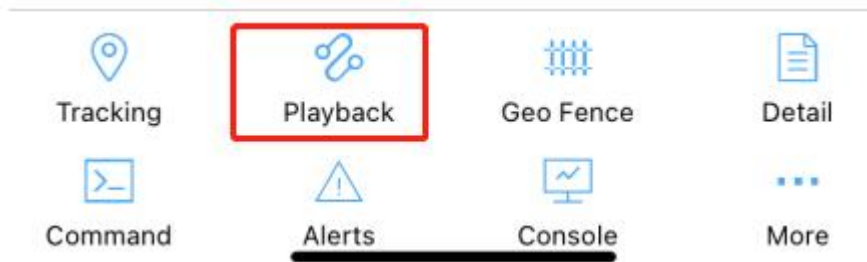 Tracking Playback Geo Fence Detail
Command Alerts Console More